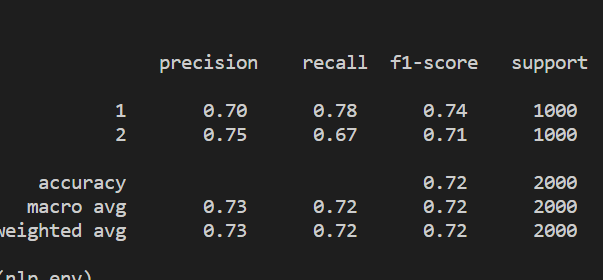 precision recall f1-score support
1 0.70 0.78 0.74 1000
2 0.75 0.67 0.71 1000
accuracy 0.72 2000
macro avg 0.73 0.72 0.72 2000
weighted avg 0.73 0.72 0.72 2000
(nlp env)